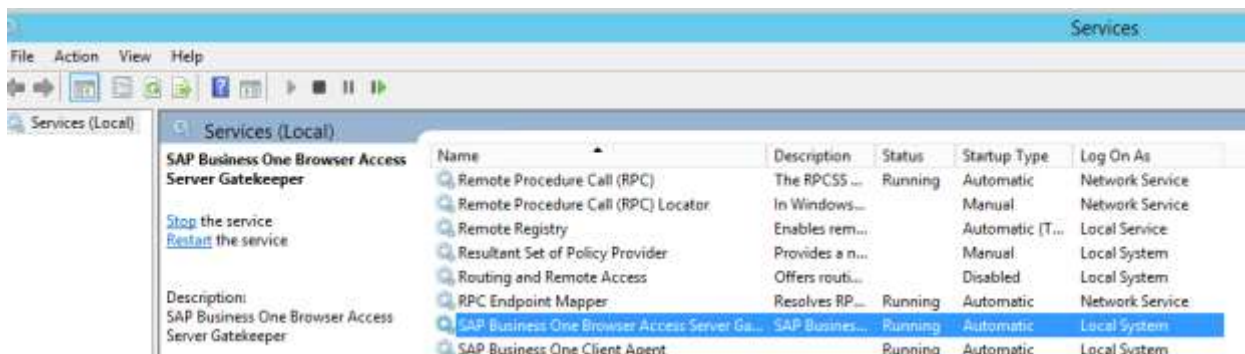 Services
File Action View Help
Services (Local)
Services (Local)
SAP Business One Browser Access
Server Gatekeeper
Stop the service
Restart the service
Description:
SAP Business One Browser Access
Server Gatekeeper
Name Description Status Startup Type Log On As
Remote Procedure Call (RPC) The RPCSS ... Running Automatic Network Service
Remote Procedure Call (RPC) Locator In Windows... Manual Network Service
Remote Registry Enables rem... Automatic (T... Local Service
Resultant Set of Policy Provider Provides a n... Manual Local System
Routing and Remote Access Offers routi... Disabled Local System
RPC Endpoint Mapper Resolves RP... Running Automatic Network Service
SAP Business One Browser Access Server Ga... SAP Busines... Running Automatic Local System
SAP Business One Client Agent Running Automatic Local System